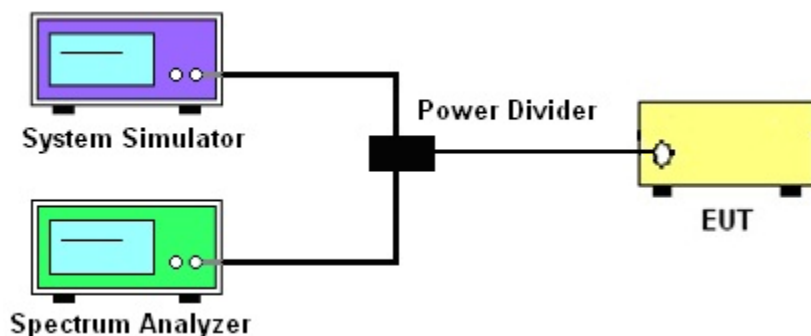 System Simulator
Power Divider
EUT
Spectrum Analyzer